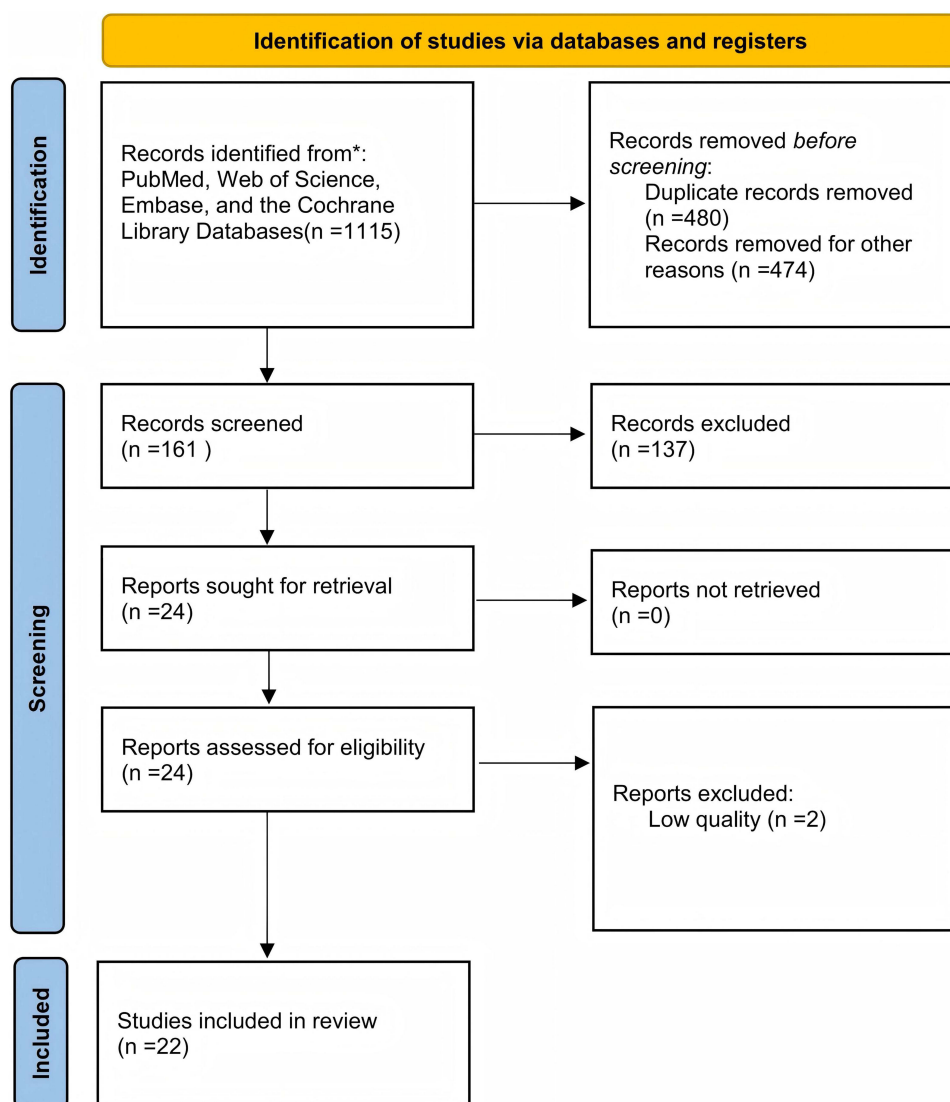 Identification of studies via databases and registers
Identification
Records identified from*:
PubMed, Web of Science,
Embase, and the Cochrane
Library Databases(n =1115)
Records removed before
screening:
Duplicate records removed
(n =480)
Records removed for other
reasons (n =474)
Screening
Records screened
(n =161 )
Records excluded
(n =137)
Reports sought for retrieval
(n =24)
Reports not retrieved
(n =0)
Reports assessed for eligibility
(n =24)
Reports excluded:
Low quality (n =2)
Included
Studies included in review
(n =22)